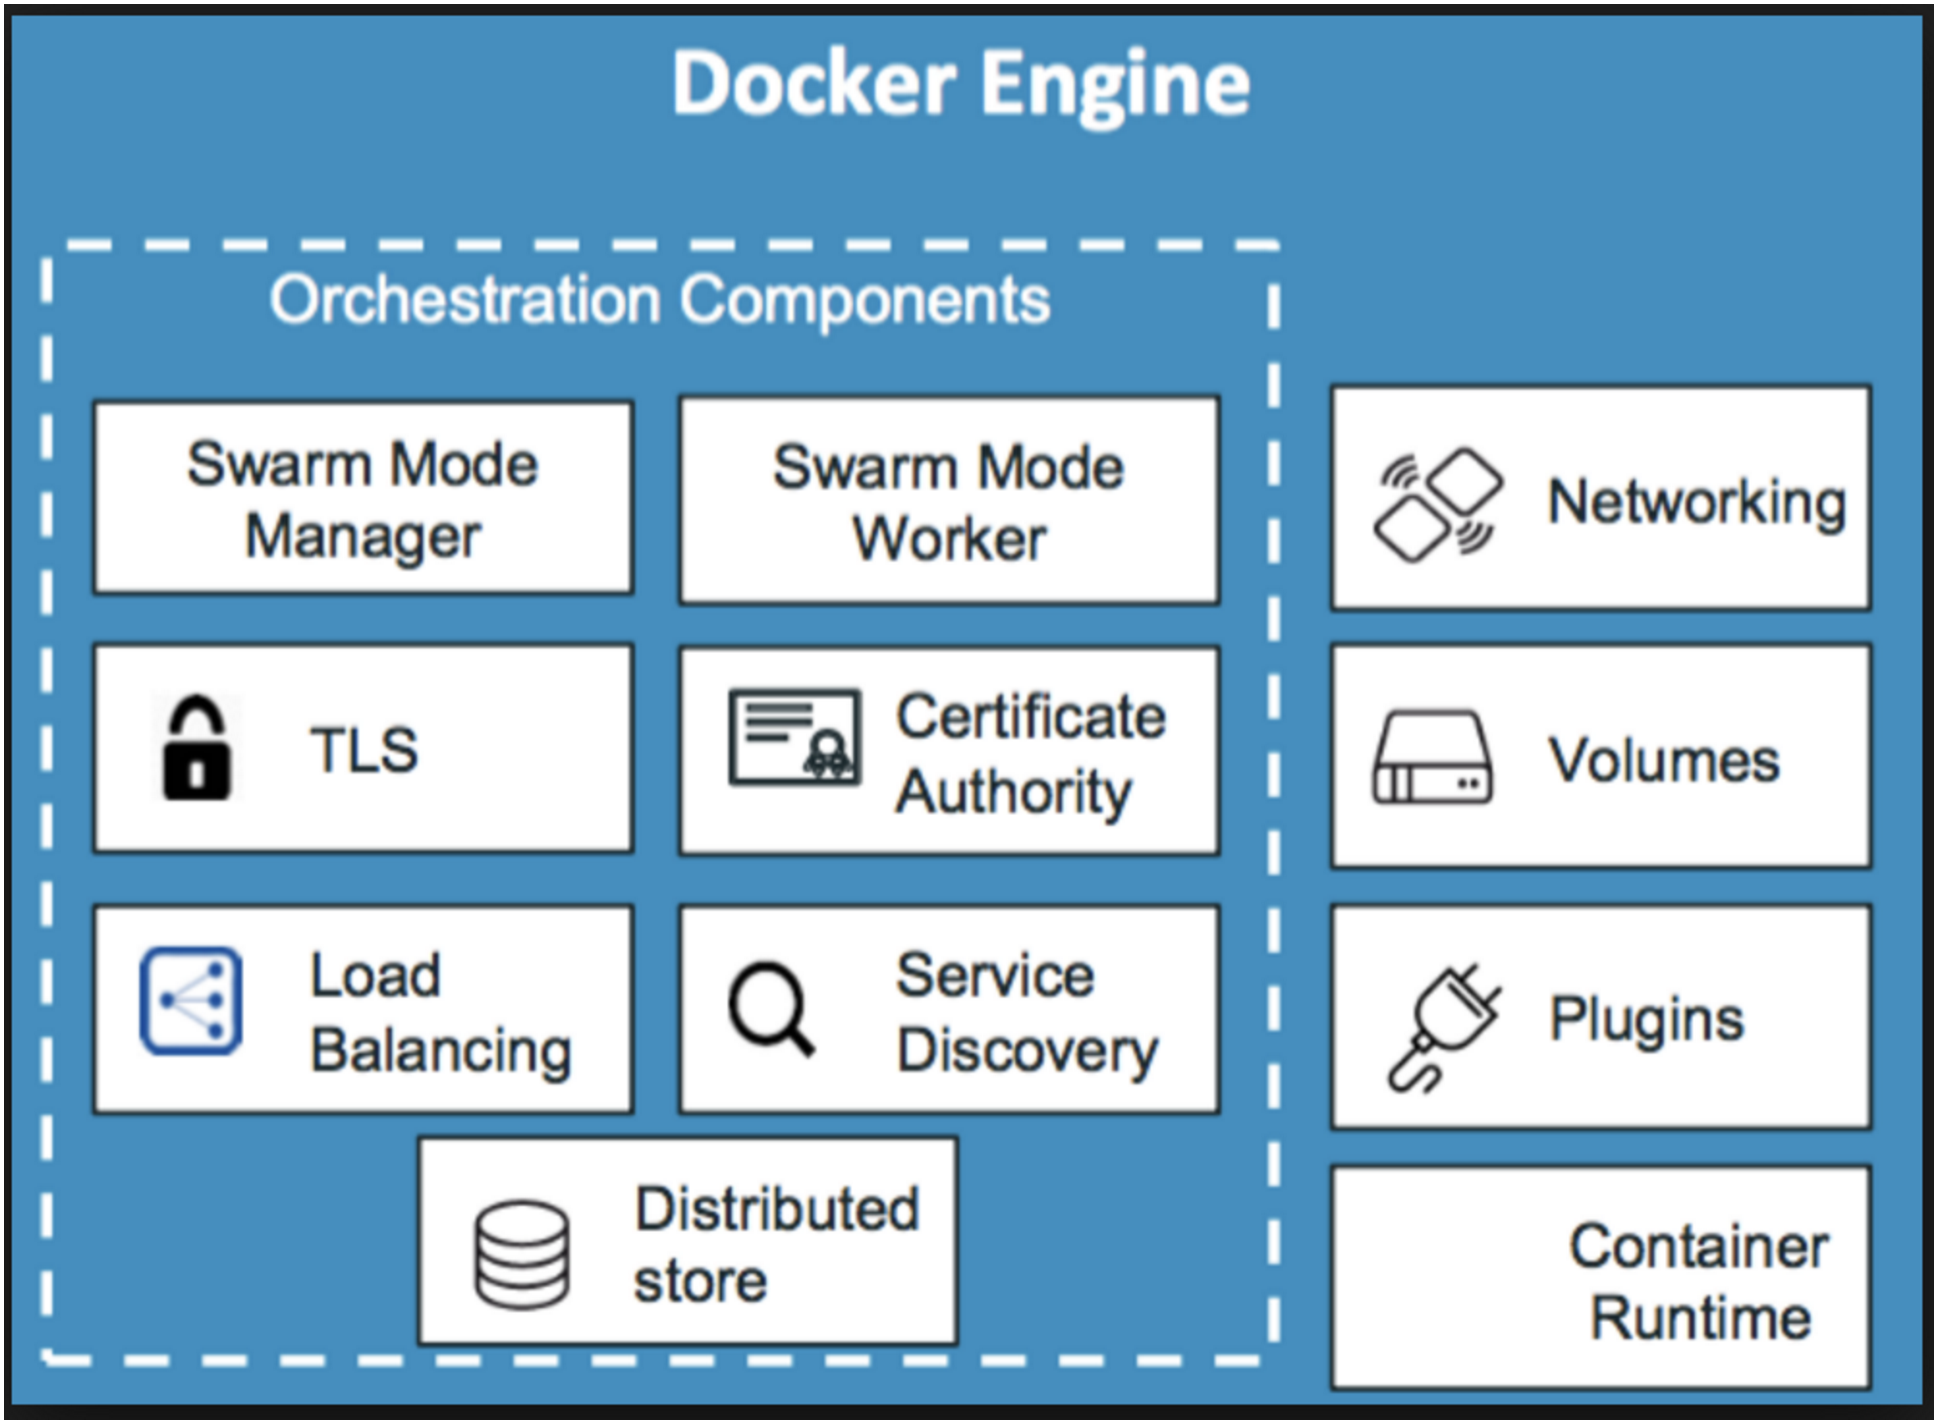 Docker Engine
Orchestration Components
Swarm Mode
Manager
Swarm Mode
Worker
TLS
Certificate
Authority
Load
Balancing
Service
Discovery
Distributed
store
Networking
Volumes
Plugins
Container
Runtime